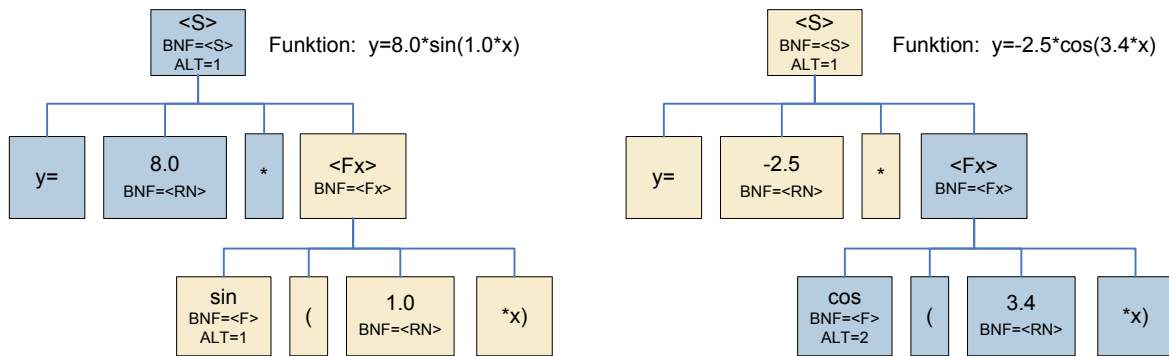 <S>
BNF=<S>
ALT=1
Funktion: y=8.0*sin(1.0*x)
y=
8.0
BNF=<RN>
*
<Fx>
BNF=<Fx>
sin
BNF=<F>
ALT=1
(
1.0
BNF=<RN>
*x)
<S>
BNF=<S>
ALT=1
Funktion: y=-2.5*cos(3.4*x)
y=
-2.5
BNF=<RN>
*
<Fx>
BNF=<Fx>
cos
BNF=<F>
ALT=2
(
3.4
BNF=<RN>
*x)